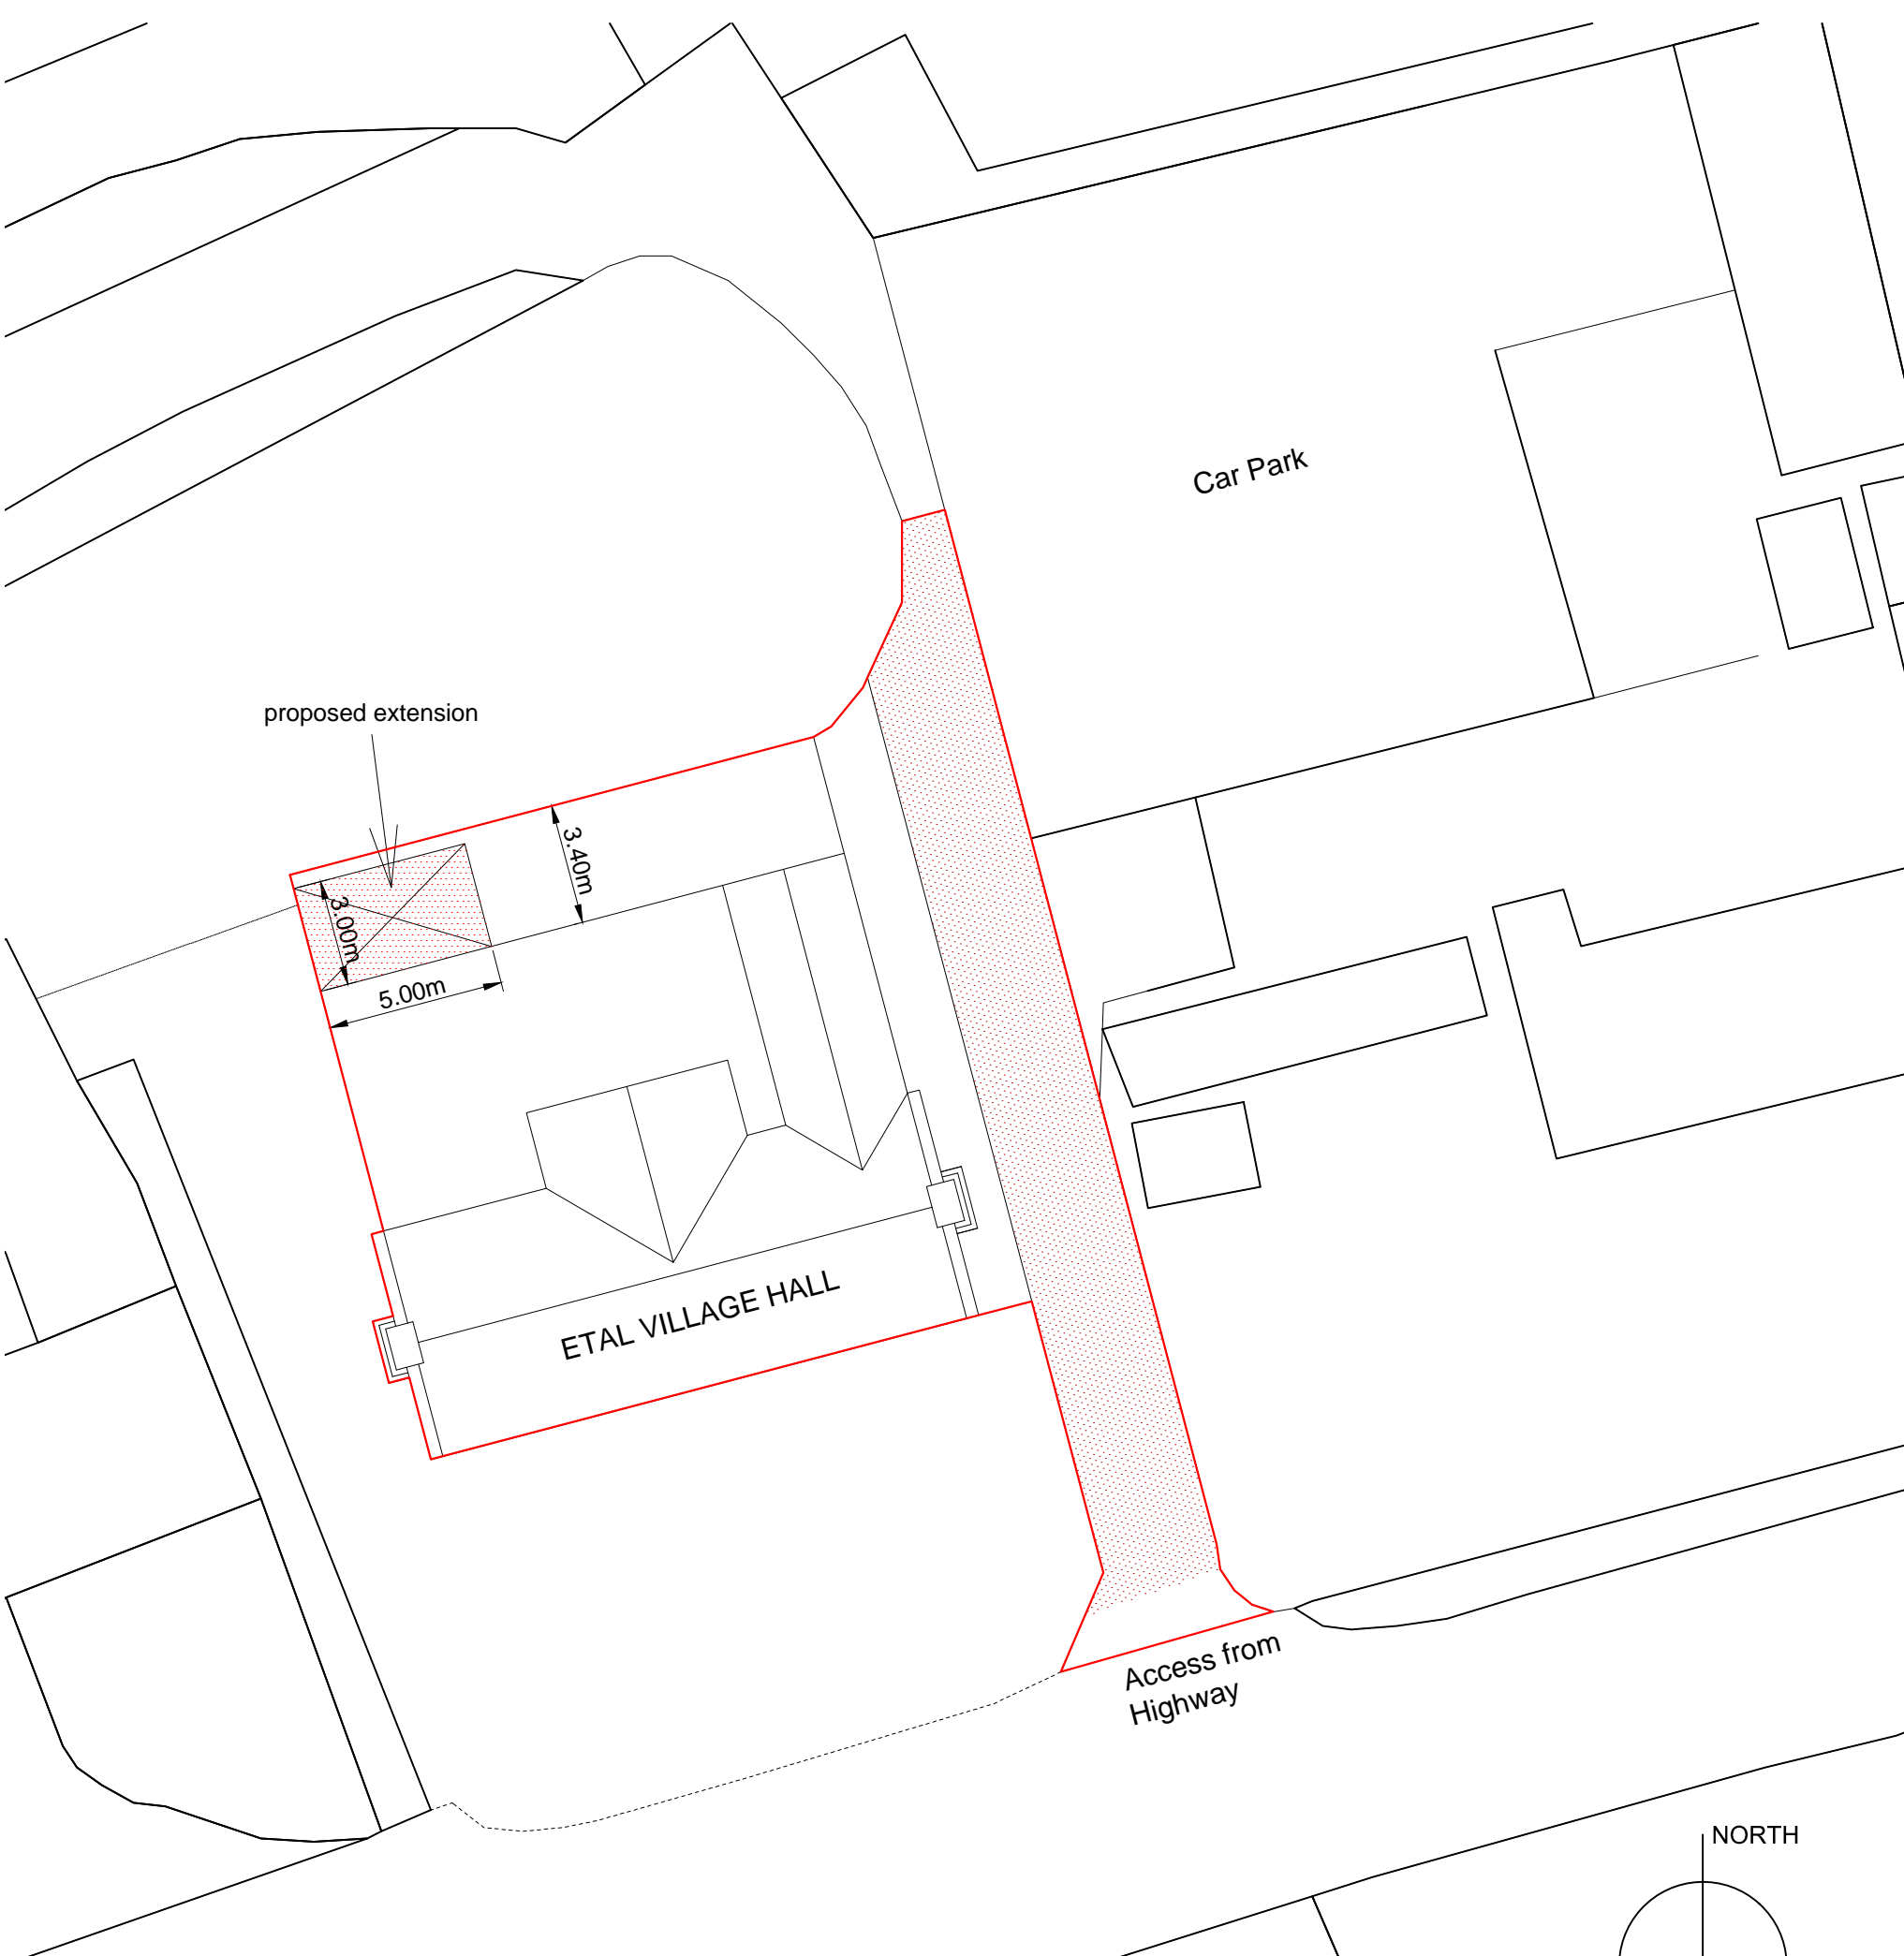 Car Park
proposed extension
3.40m
3.00m
5.00m
ETAL VILLAGE HALL
Access from
Highway
NORTH